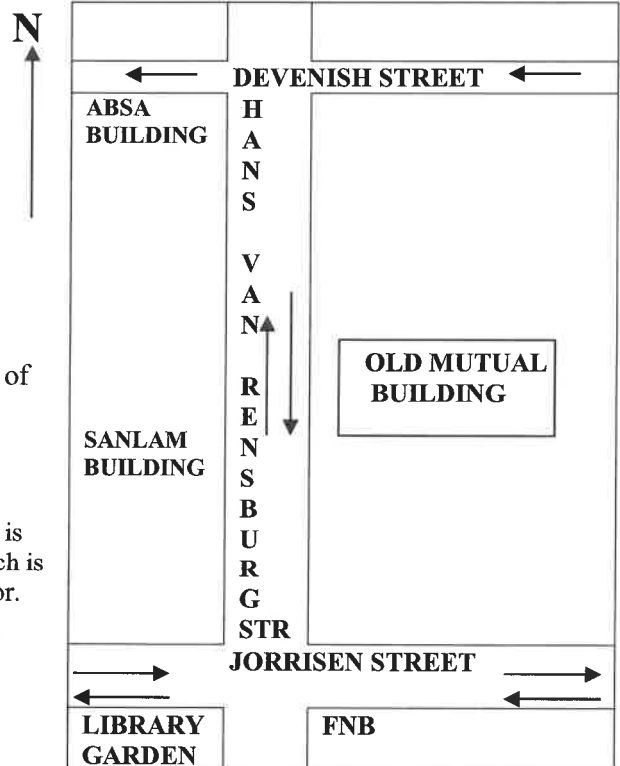 N
DEVENISH STREET
ABSA
BUILDING
H
A
N
S
V
A
N
R
E
N
S
B
U
R
G
STR
OLD MUTUAL
BUILDING
of
SANLAM
BUILDING
is
ch is
or.
JORRISEN STREET
LIBRARY
GARDEN
FNB